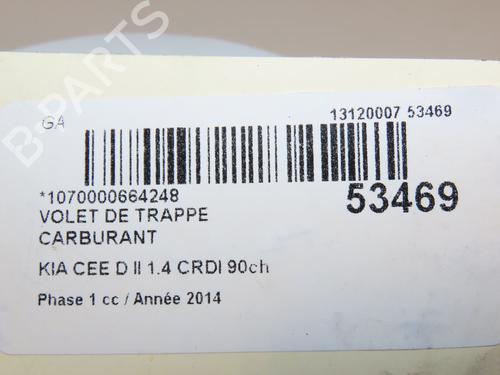 GA
13120007 53469
*1070000664248
53469
VOLET DE TRAPPE
CARBURANT
KIA CEE D II 1.4 CRDI 90ch
Phase 1 cc / Année 2014
B-PARTS